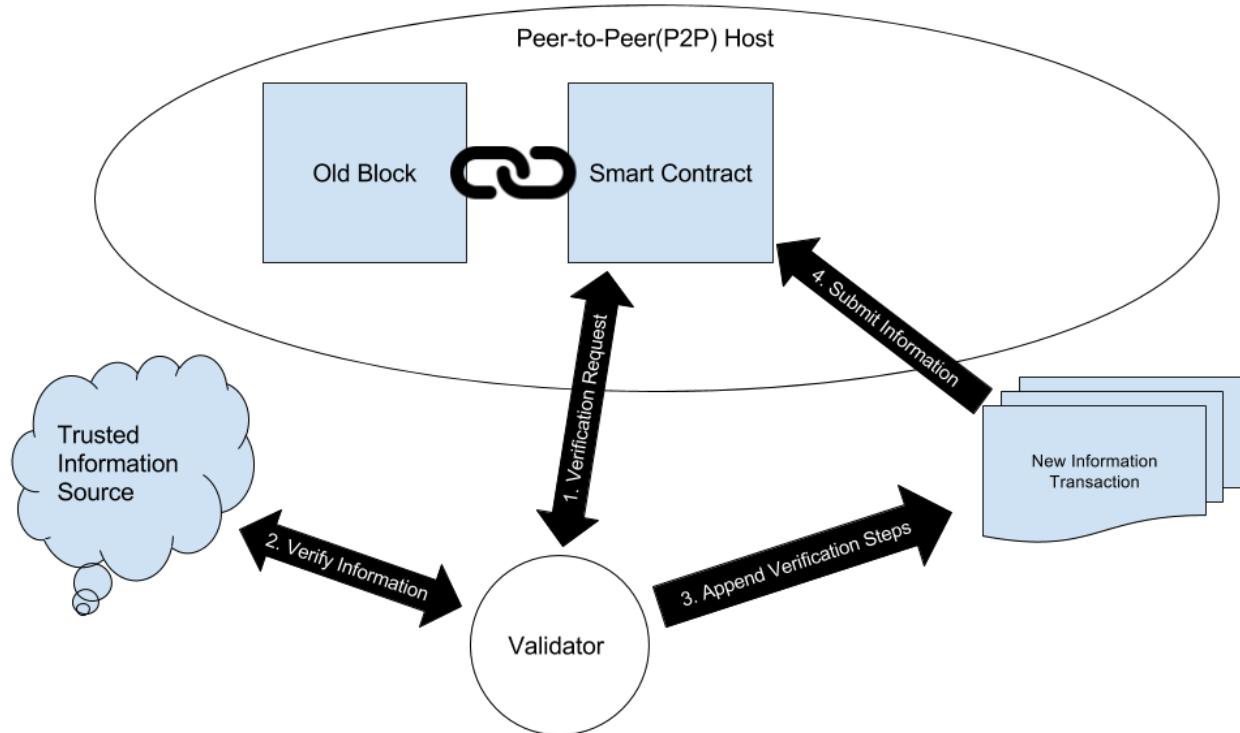 Peer-to-Peer(P2P) Host
Old Block
Smart Contract
4. Submit Information
1. Verification Request
Trusted
Information
Source
New Information
Transaction
2. Verify Information
3. Append Verification Steps
Validator